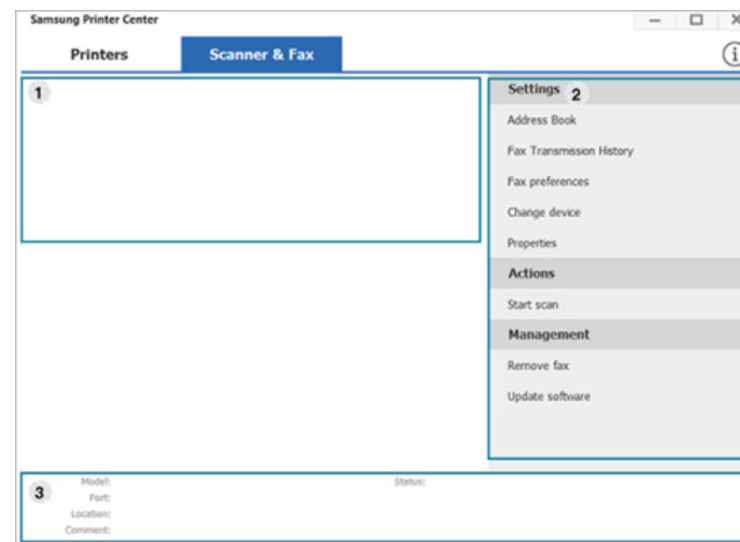 Samsung Printer Center
Printers
Scanner & Fax
1
Settings
2
Address Book
Fax Transmission History
Fax preferences
Change device
Properties
Actions
Start scan
Management
Remove fax
Update software
3
Model:
Status:
Port:
Location:
Comment: